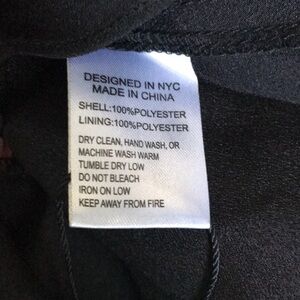 DESIGNED IN NYC
MADE IN CHINA
SHELL:100%POLYESTER
LINING:100%POLYESTER
DRY CLEAN, HAND WASH, OR
MACHINE WASH WARM
TUMBLE DRY LOW
DO NOT BLEACH
IRON ON LOW
KEEP AWAY FROM FIRE